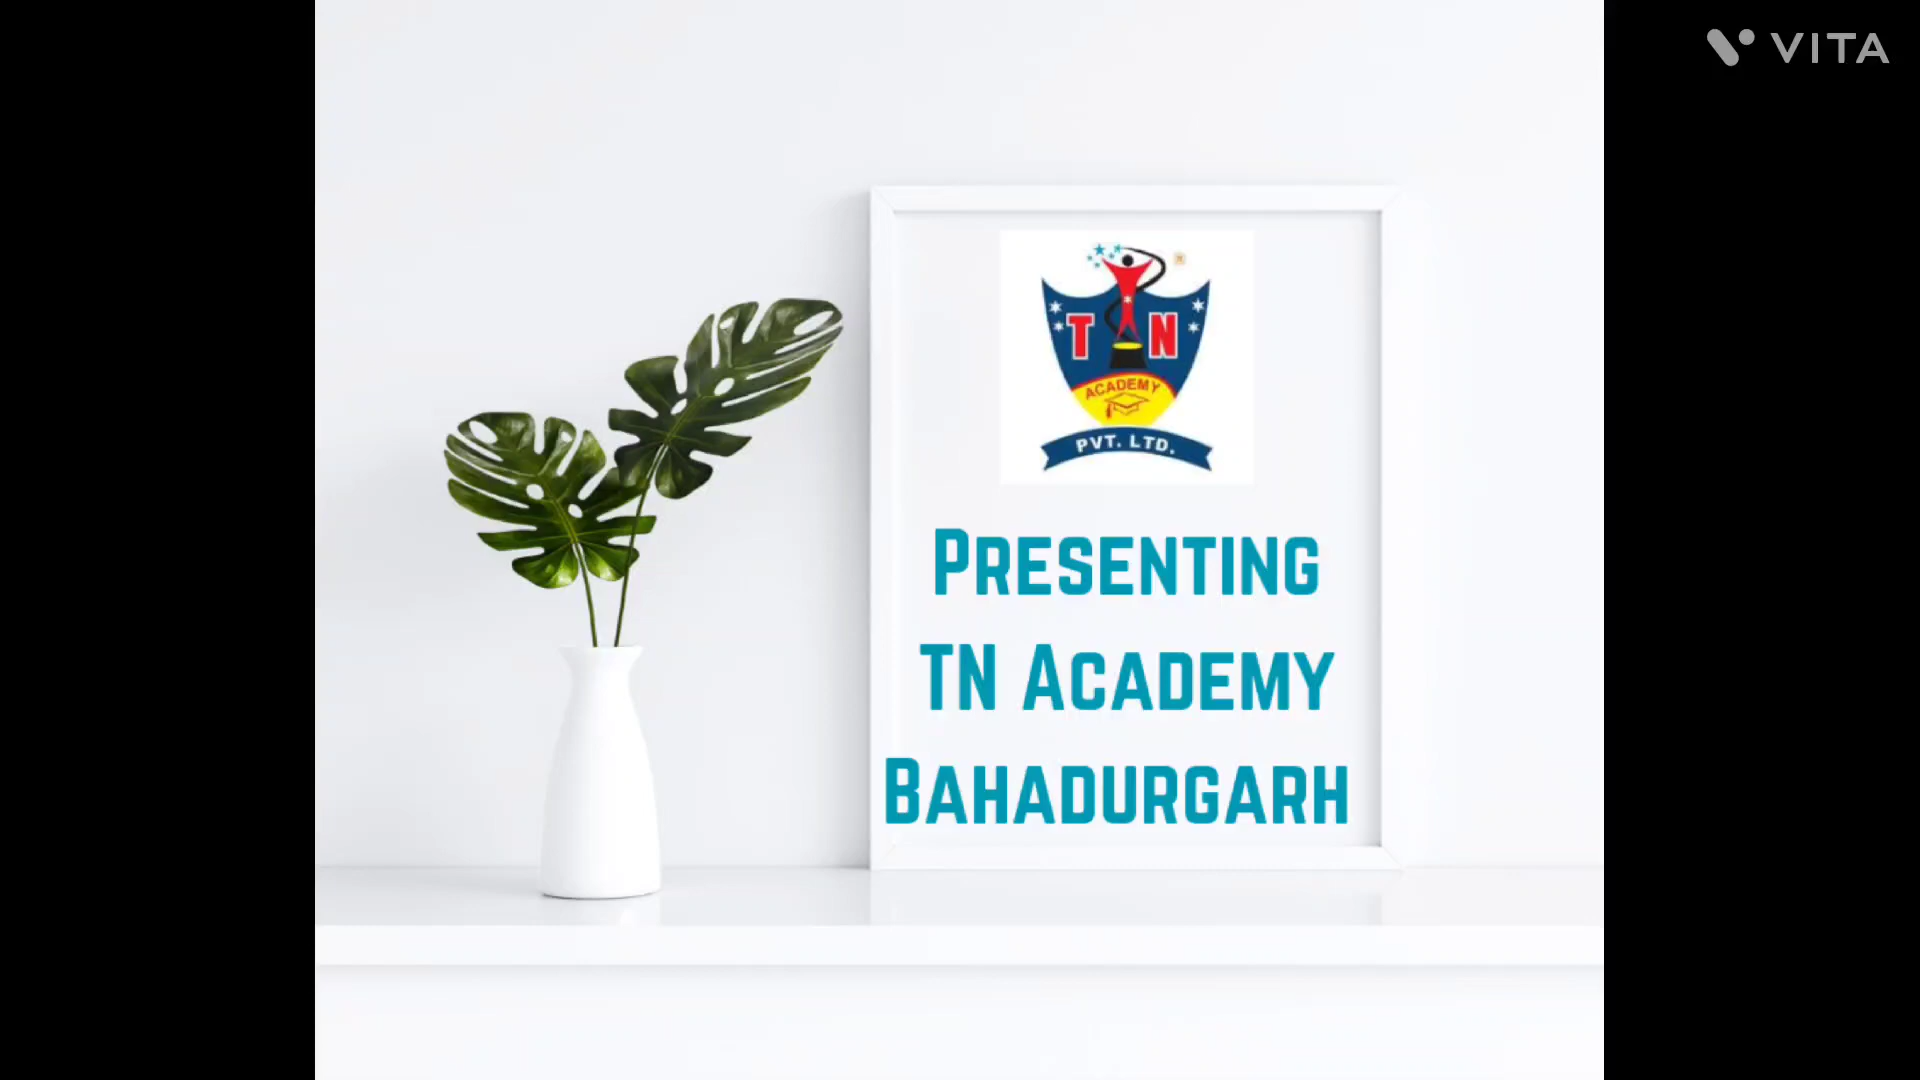 VITA
T N
ACADEMY
PVT. LTD.
PRESENTING
TN ACADEMY
BAHADURGARH